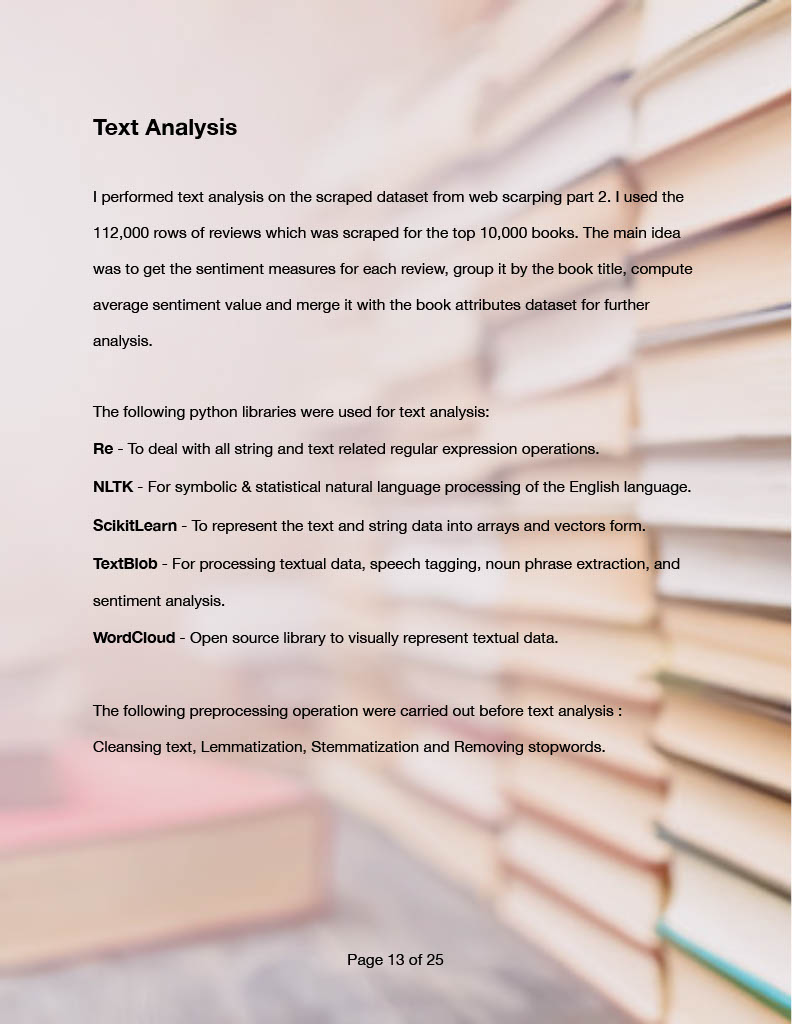 Text Analysis
I performed text analysis on the scraped dataset from web scarping part 2. I used the
112,000 rows of reviews which was scraped for the top 10,000 books. The main idea
was to get the sentiment measures for each review, group it by the book title, compute
average sentiment value and merge it with the book attributes dataset for further
analysis.
The following python libraries were used for text analysis:
Re - To deal with all string and text related regular expression operations.
NLTK - For symbolic & statistical natural language processing of the English language.
ScikitLearn - To represent the text and string data into arrays and vectors form.
TextBlob - For processing textual data, speech tagging, noun phrase extraction, and
sentiment analysis.
WordCloud - Open source library to visually represent textual data.
The following preprocessing operation were carried out before text analysis :
Cleansing text, Lemmatization, Stemmatization and Removing stopwords.
Page 13 of 25